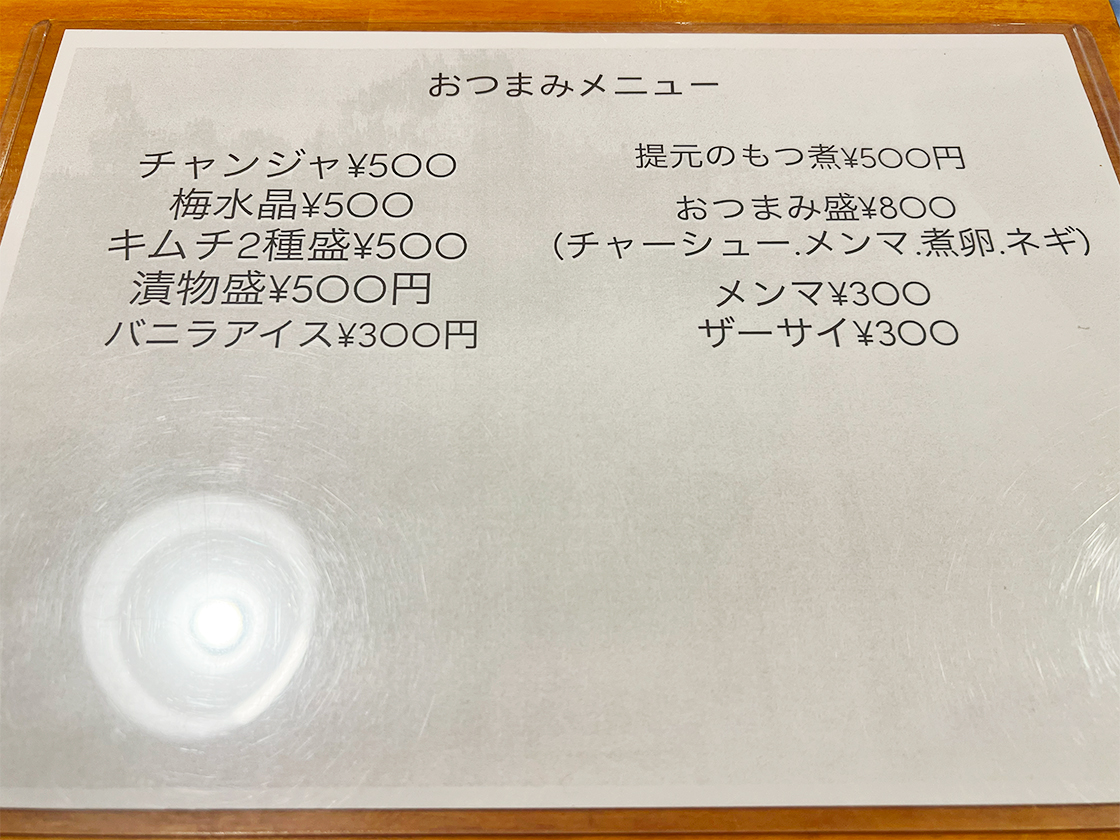 おつまみメニュー
チャンジャ¥500
梅水晶¥500
キムチ2種盛¥500
漬物盛¥500円
バニラアイス¥300円
提元のもつ煮¥500円
おつまみ盛¥800
(チャーシュー.メンマ.煮卵.ネギ)
メンマ¥300
ザーサイ¥300